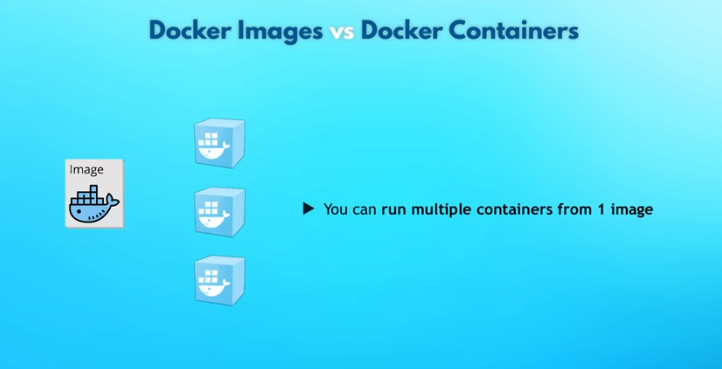 Docker Images vs Docker Containers
Image
▶ You can run multiple containers from 1 image